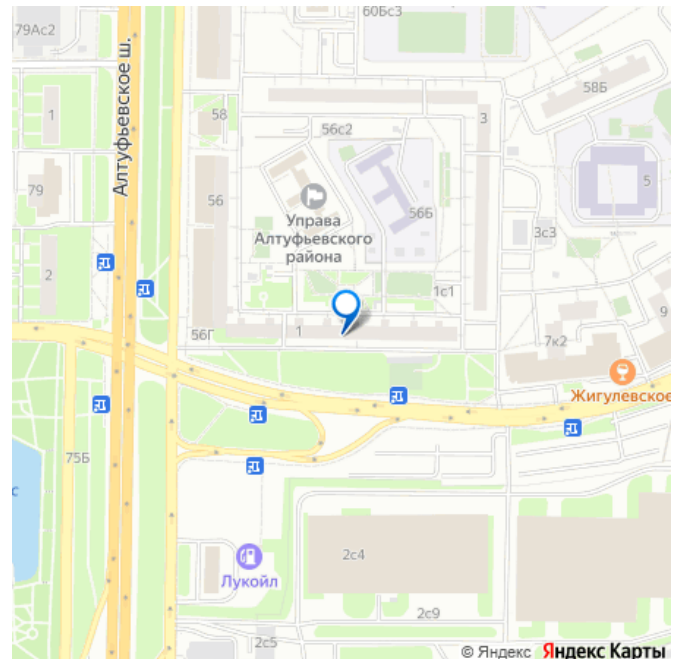 60Бс3
79Ас2
Алтуфьевское ш.
58Б
1
58
56с2
3
5
79
56
Управа
Алтуфьевского
района
56Б
3с3
2
1с1
9
56Г
1
7к2
Жигулевское
75Б
с
2с4
Лукойл
2с9
2с5
© Яндекс Яндекс Карты